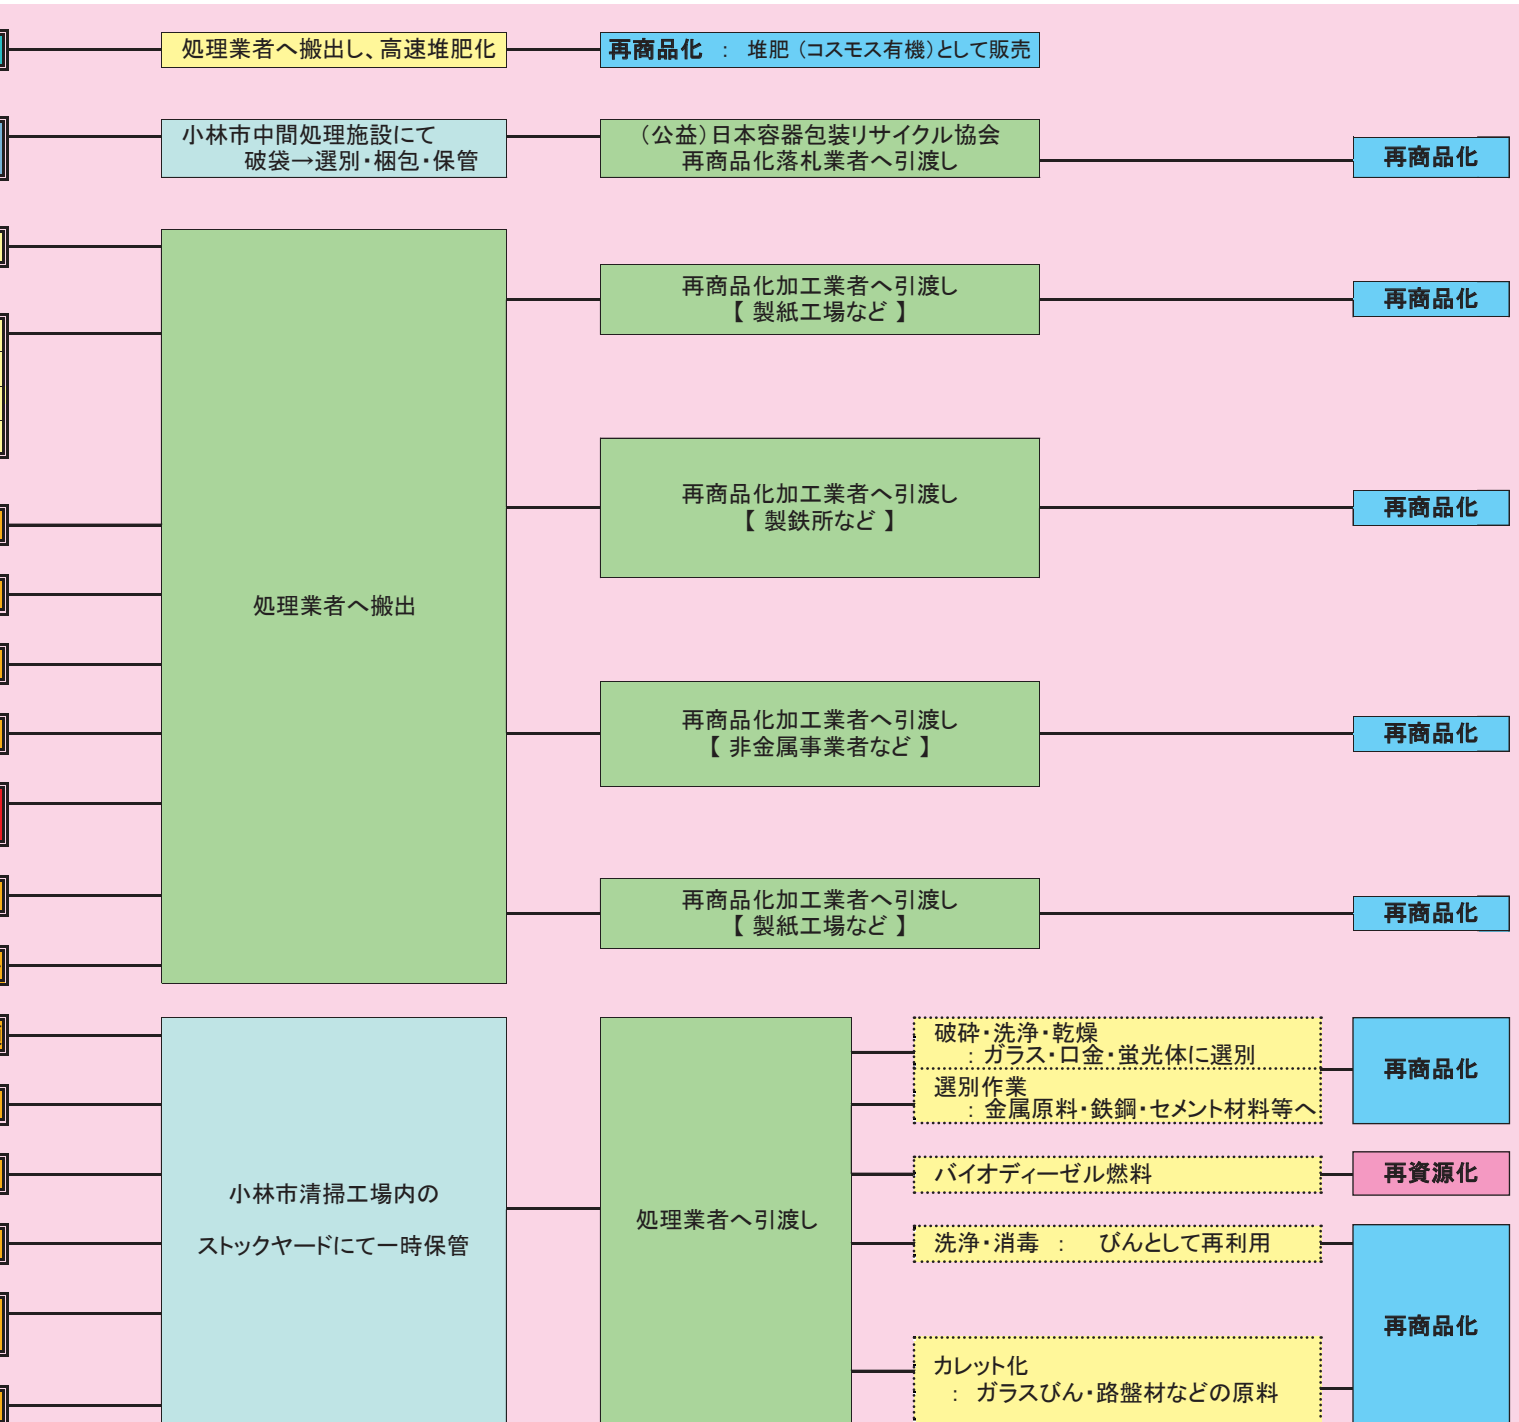 処理業者へ搬出し、高速堆肥化
再商品化 ： 堆肥（コスモス有機）として販売
小林市中間処理施設にて
破袋→選別・梱包・保管
（公益）日本容器包装リサイクル協会
再商品化落札業者へ引渡し
再商品化
処理業者へ搬出
再商品化加工業者へ引渡し
【 製紙工場など 】
再商品化
再商品化加工業者へ引渡し
【 製鉄所など 】
再商品化
再商品化加工業者へ引渡し
【 非金属事業者など 】
再商品化
再商品化加工業者へ引渡し
【 製紙工場など 】
再商品化
小林市清掃工場内の
ストックヤードにて一時保管
処理業者へ引渡し
破砕・洗浄・乾燥
：ガラス・口金・蛍光体に選別
選別作業
：金属原料・鉄鋼・セメント材料等へ
再商品化
バイオディーゼル燃料
再資源化
洗浄・消毒 ： びんとして再利用
カレット化
： ガラスびん・路盤材などの原料
再商品化